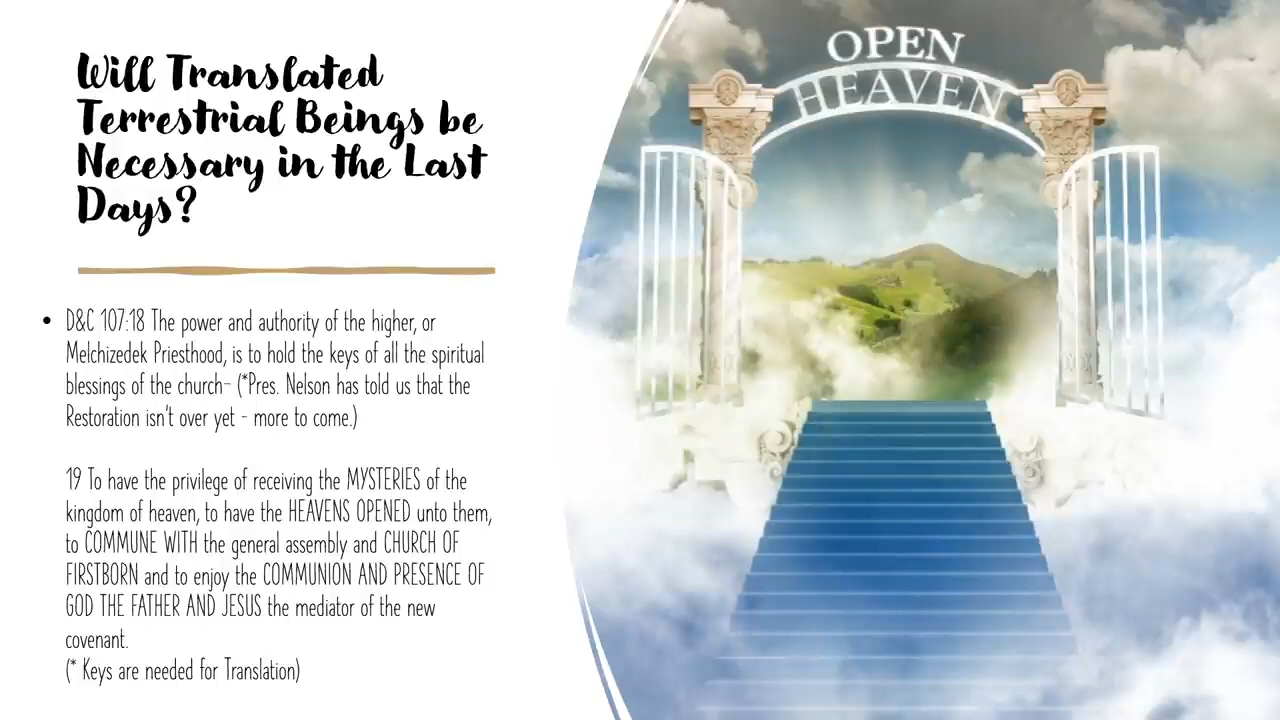 Will Translated
Terrestrial Beings be
Necessary in the Last
Days?
• D&C 107:18 The power and authority of the higher, or
Melchizedek Priesthood, is to hold the keys of all the spiritual
blessings of the church- (*Pres. Nelson has told us that the
Restoration isn't over yet - more to come.)
19 To have the privilege of receiving the MYSTERIES of the
kingdom of heaven, to have the HEAVENS OPENED unto them,
to COMMUNE WITH the general assembly and CHURCH OF
FIRSTBORN and to enjoy the COMMUNION AND PRESENCE OF
GOD THE FATHER AND JESUS the mediator of the new
covenant.
(* Keys are needed for Translation)
OPEN
HEAVEN